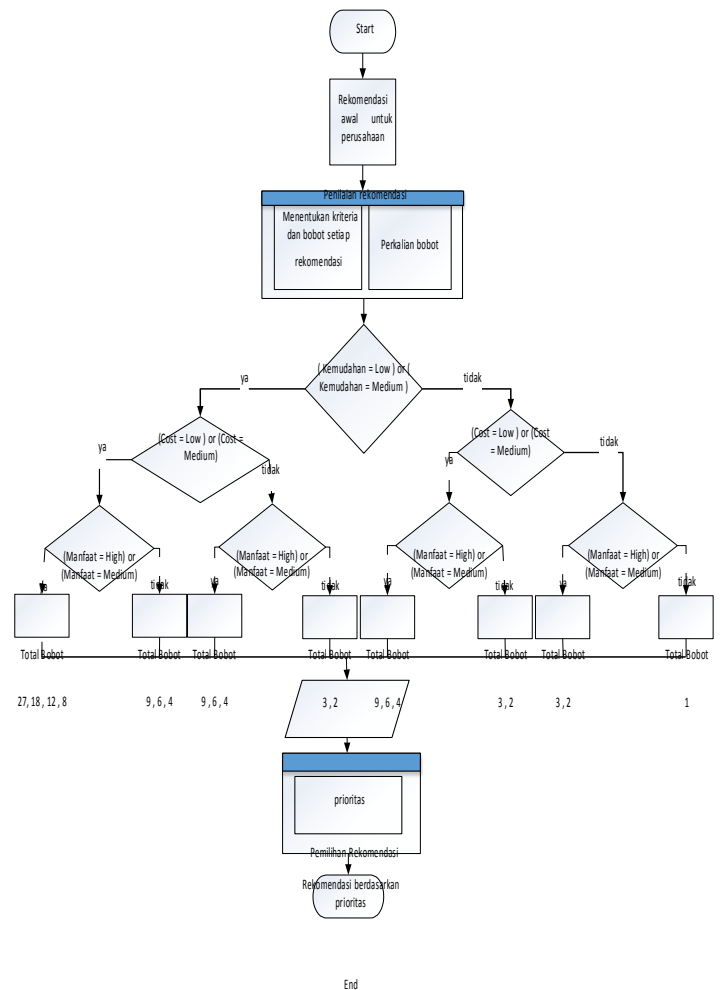 Start
Rekomendasi
awal untuk
perusahaan
Penilaian rekomendasi
Menentukan kriteria
dan bobot setiap
rekomendasi
Perkalian bobot
( Kemudahan = Low ) or (
Kemudahan = Medium )
ya
tidak
(Cost = Low ) or (Cost =
Medium)
(Cost = Low ) or (Cost
= Medium)
ya
tidak
ya
tidak
(Manfaat = High) or
(Manfaat = Medium)
(Manfaat = High) or
(Manfaat = Medium)
(Manfaat = High) or
(Manfaat = Medium)
(Manfaat = High) or
(Manfaat = Medium)
ya
tidak
ya
tidak
ya
tidak
ya
tidak
Total Bobot
Total Bobot
Total Bobot
Total Bobot
Total Bobot
Total Bobot
Total Bobot
Total Bobot
27, 18 , 12 , 8
9 , 6 , 4
9 , 6 , 4
3 , 2
9 , 6 , 4
3 , 2
3 , 2
1
prioritas
Pemilihan Rekomendasi
Rekomendasi berdasarkan
prioritas
End